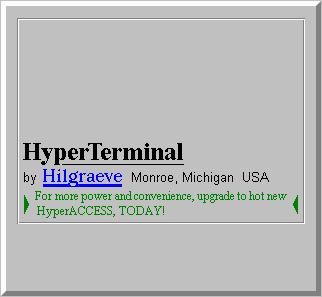 HyperTerminal
by Hilgraeve Monroe, Michigan USA
For more power and convenience, upgrade to hot new
HyperACCESS, TODAY!